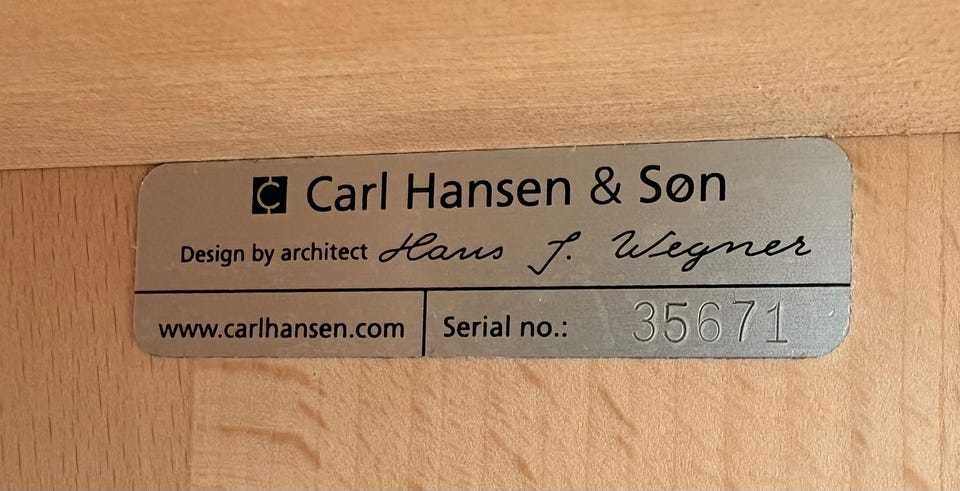 Carl Hansen & Søn
Design by architect Hans J. Wegner
www.carlhansen.com
Serial no.: 35671